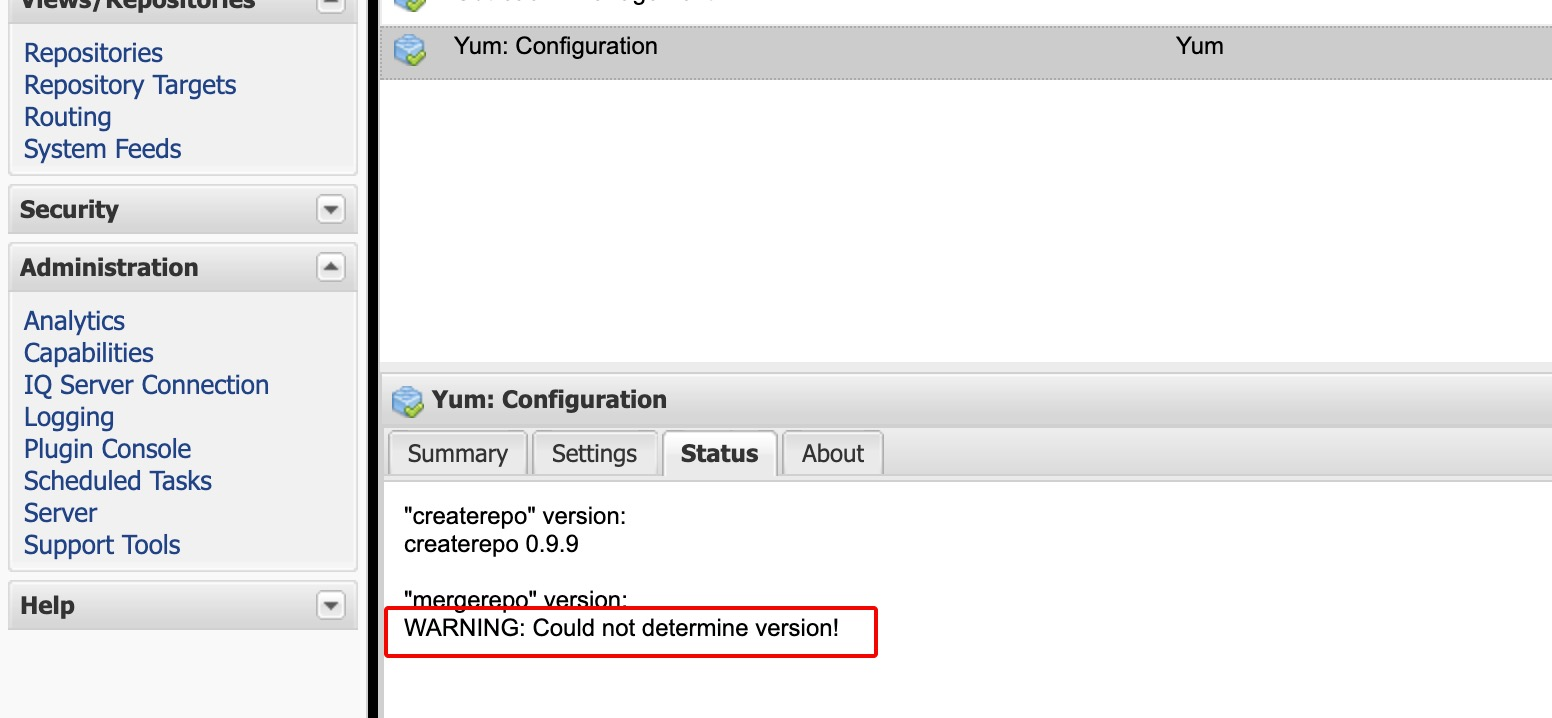 Views/Repositories
Repositories
Repository Targets
Routing
System Feeds
Security
Administration
Analytics
Capabilities
IQ Server Connection
Logging
Plugin Console
Scheduled Tasks
Server
Support Tools
Help
Yum: Configuration Yum
Yum: Configuration
Summary Settings Status About
"createrepo" version:
createrepo 0.9.9
"mergerepo" version:
WARNING: Could not determine version!